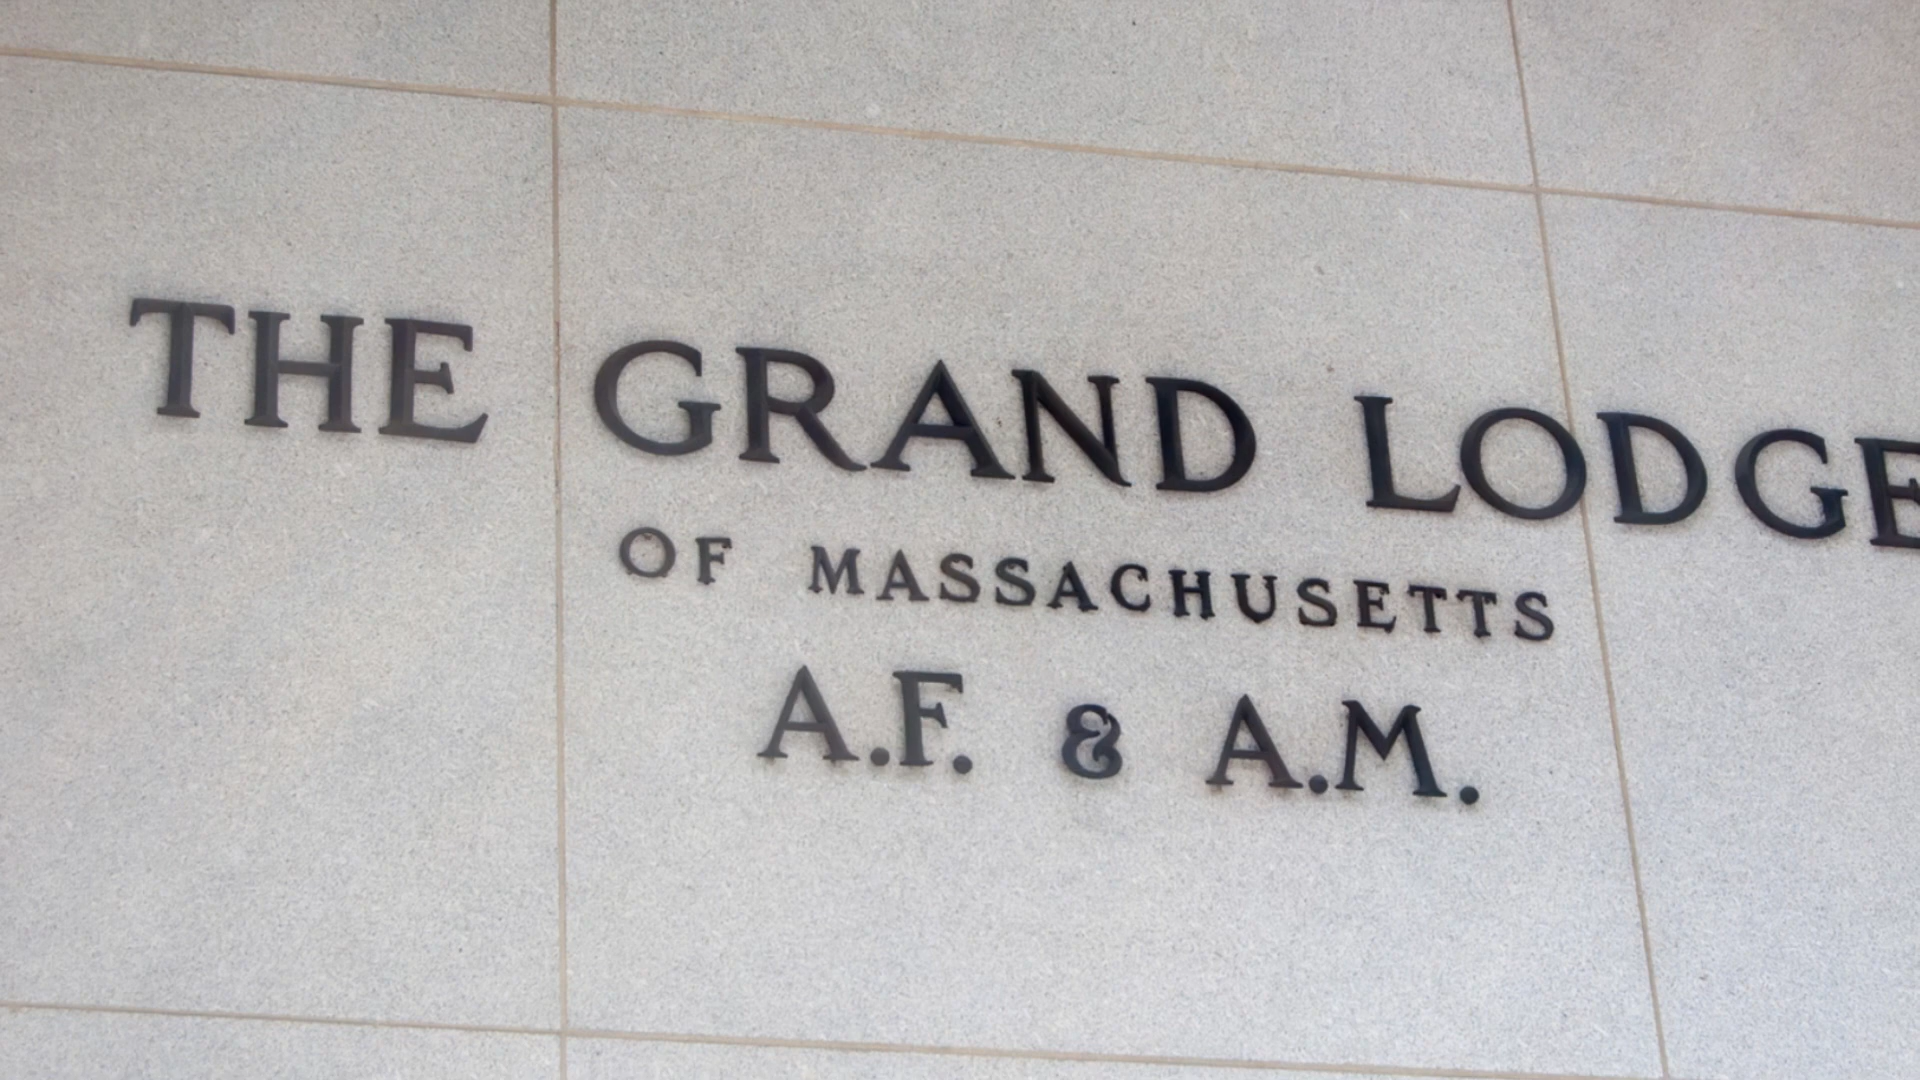 THE GRAND LODGE
OF MASSACHUSETTS
A.F. & A.M.